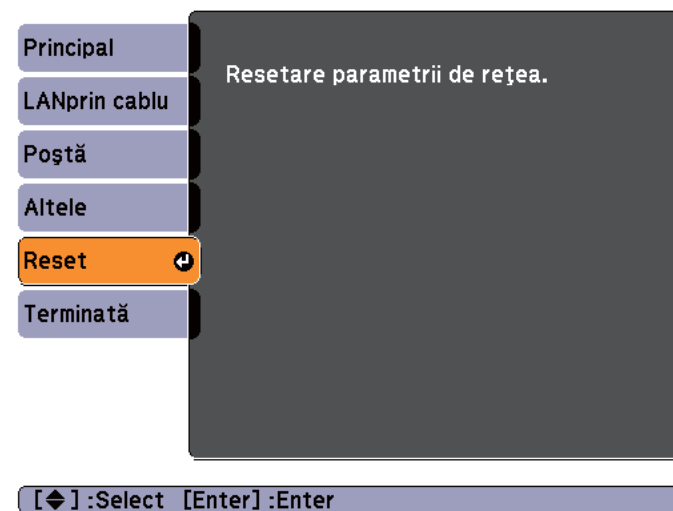 Principal
LANprin cablu
Poştă
Altele
Reset
Terminată
Resetare parametrii de reţea.
[◆] :Select [Enter] :Enter